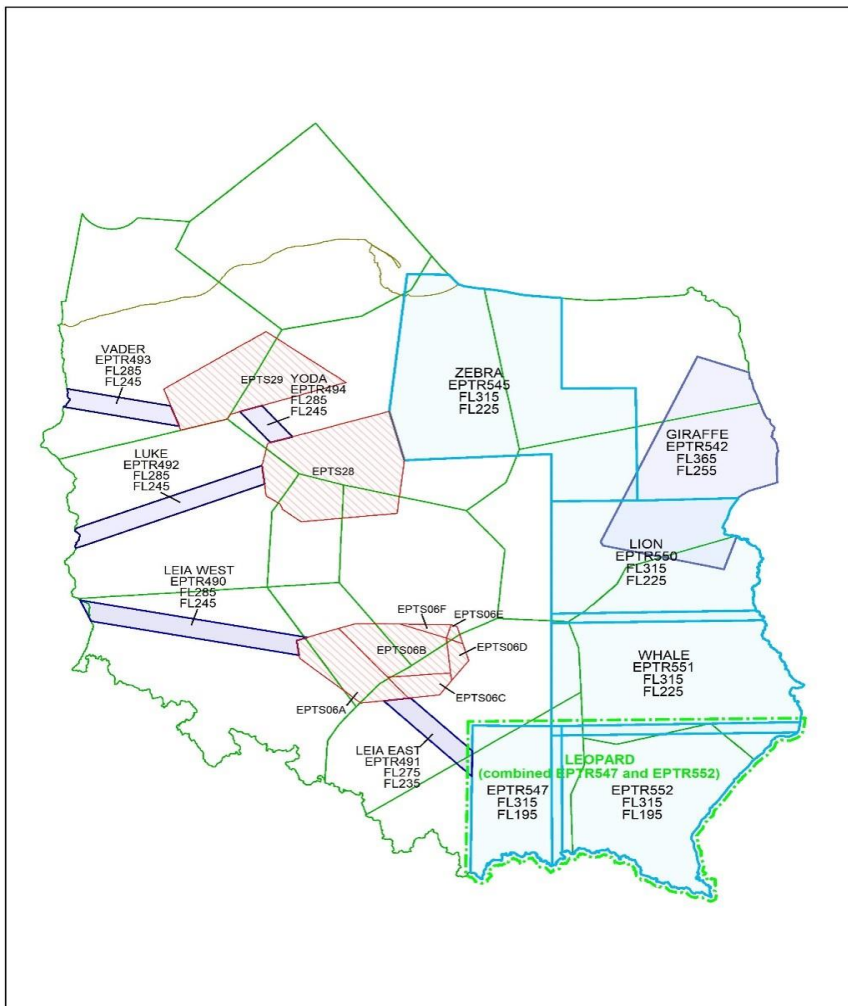 VADER
EPTR493
FL285
FL245
EPTS29
YODA
EPTR494
FL285
FL245
ZEBRA
EPTR545
FL315
FL225
GIRAFFE
EPTR542
FL365
FL255
LUKE
EPTR492
FL285
FL245
EPTS28
LION
EPTR550
FL315
FL225
LEIA WEST
EPTR490
FL285
FL245
EPTS06F
EPTS06E
EPTS06B
EPTS06D
EPTS06A
EPTS06C
WHALE
EPTR551
FL315
FL225
LEIA EAST
EPTR491
FL275
FL235
LEOPARD
(combined EPTR547 and EPTR552)
EPTR547
FL315
FL195
EPTR552
FL315
FL195